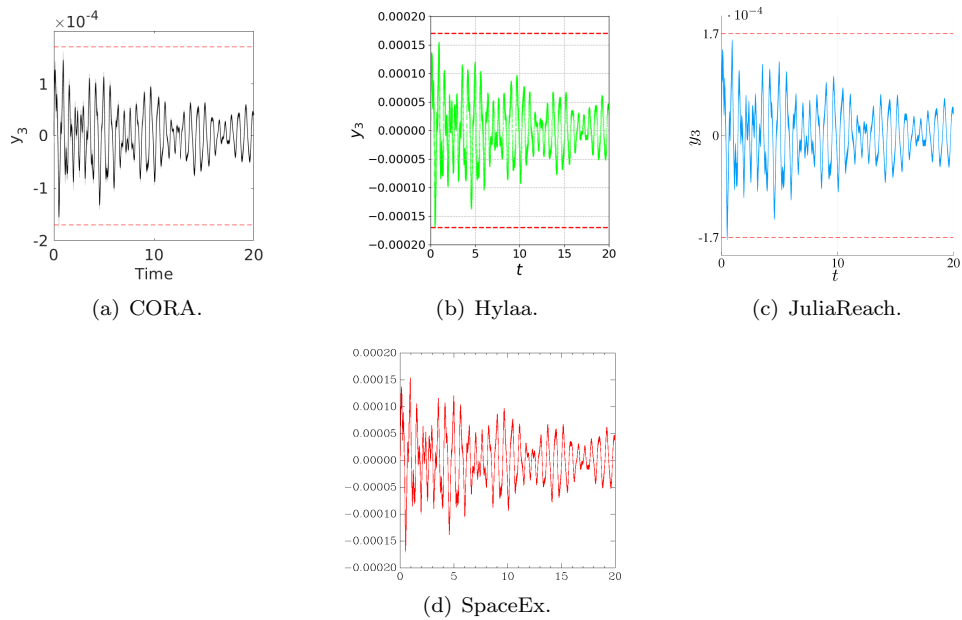 ×10⁻⁴
1
0
-1
-2
y₃
0 10 20
Time
(a) CORA.
0.00020
0.00015
0.00010
0.00005
0.00000
−0.00005
−0.00010
−0.00015
−0.00020
y₃
0 5 10 15 20
t
(b) Hylaa.
· 10⁻⁴
1.7
0
-1.7
y₃
0 10 20
t
(c) JuliaReach.
0.00020
0.00015
0.00010
0.00005
0.00000
−0.00005
−0.00010
−0.00015
−0.00020
0 5 10 15 20
(d) SpaceEx.